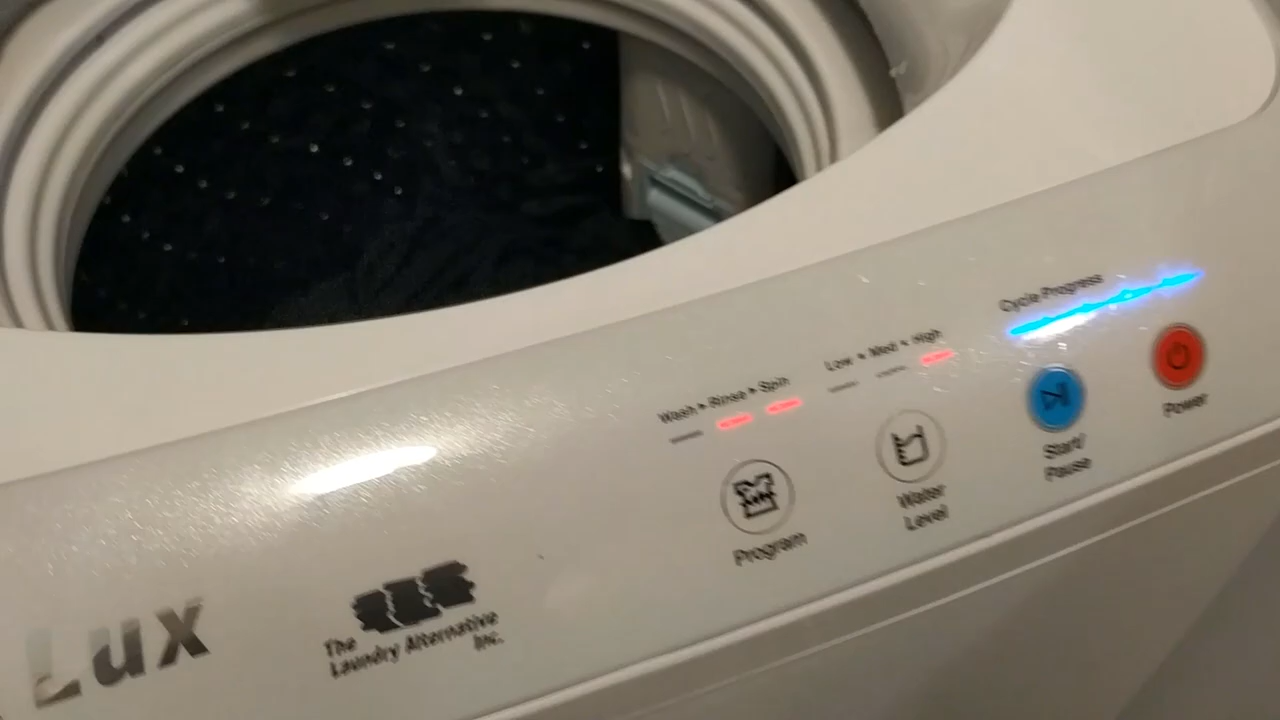 Cycle Progress
Low • Med • High
Wash ▸ Rinse ▸ Spin
Power
Start/
Pause
Water
Level
Program
Lux
The
Laundry Alternative
Inc.